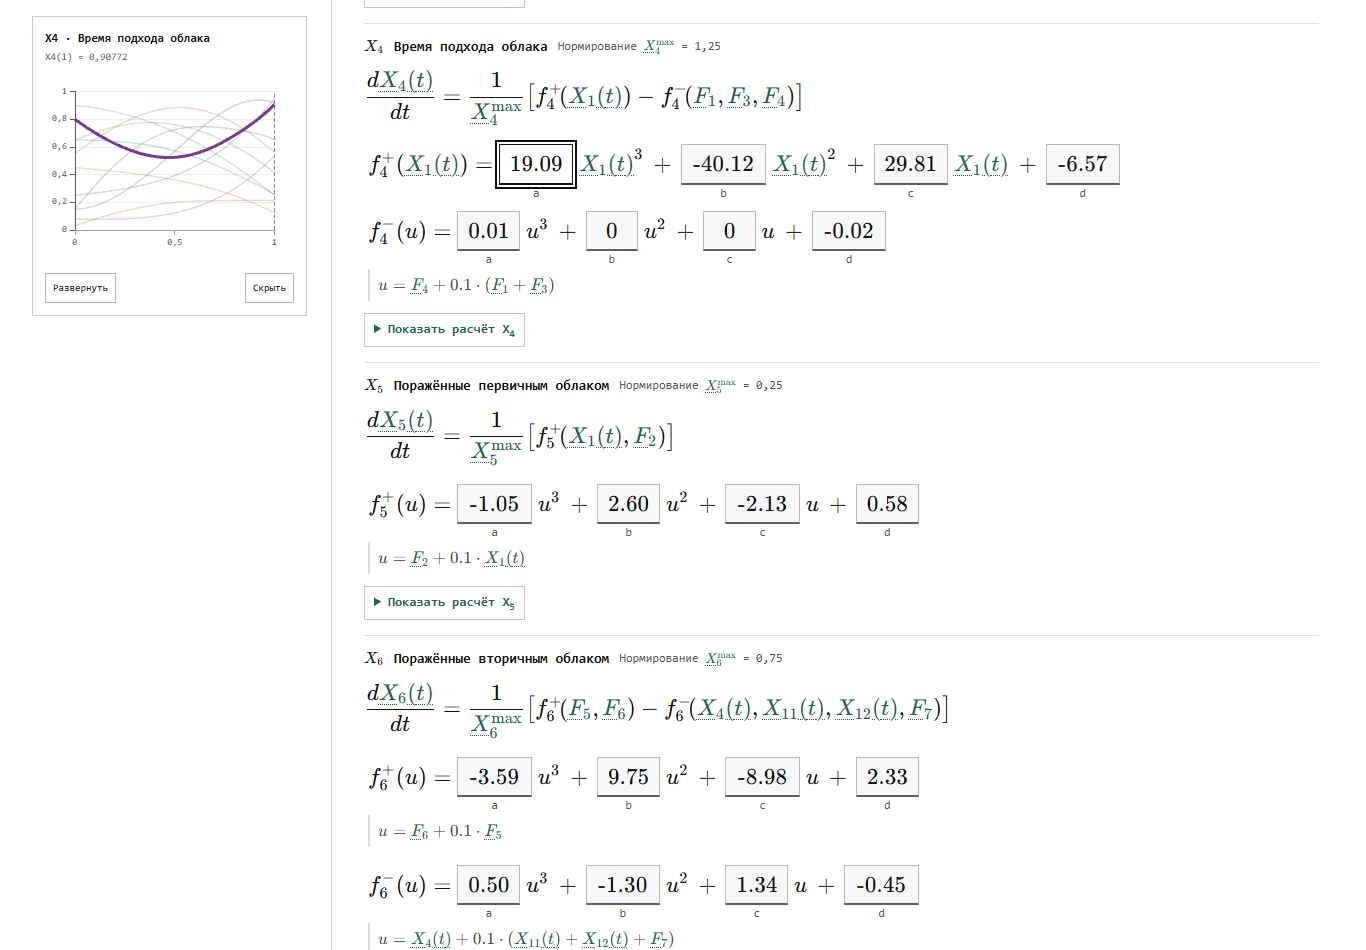 X4 · Время подхода облака
X4(1) = 0,90772
1
0,8
0,6
0,4
0,2
0
0 0,5 1
Развернуть Скрыть
X₄ Время подхода облака Нормирование X₄ᵐᵃˣ = 1,25
dX₄(t)/dt = 1/X₄ᵐᵃˣ [f₄⁺(X₁(t)) − f₄⁻(F₁, F₃, F₄)]
f₄⁺(X₁(t)) = 19.09 X₁(t)³ + -40.12 X₁(t)² + 29.81 X₁(t) + -6.57
a b c d
f₄⁻(u) = 0.01 u³ + 0 u² + 0 u + -0.02
a b c d
u = F₄ + 0.1 · (F₁ + F₃)
▶ Показать расчёт X₄
X₅ Поражённые первичным облаком Нормирование X₅ᵐᵃˣ = 0,25
dX₅(t)/dt = 1/X₅ᵐᵃˣ [f₅⁺(X₁(t), F₂)]
f₅⁺(u) = -1.05 u³ + 2.60 u² + -2.13 u + 0.58
a b c d
u = F₂ + 0.1 · X₁(t)
▶ Показать расчёт X₅
X₆ Поражённые вторичным облаком Нормирование X₆ᵐᵃˣ = 0,75
dX₆(t)/dt = 1/X₆ᵐᵃˣ [f₆⁺(F₅, F₆) − f₆⁻(X₄(t), X₁₁(t), X₁₂(t), F₇)]
f₆⁺(u) = -3.59 u³ + 9.75 u² + -8.98 u + 2.33
a b c d
u = F₆ + 0.1 · F₅
f₆⁻(u) = 0.50 u³ + -1.30 u² + 1.34 u + -0.45
a b c d
u = X₄(t) + 0.1 · (X₁₁(t) + X₁₂(t) + F₇)